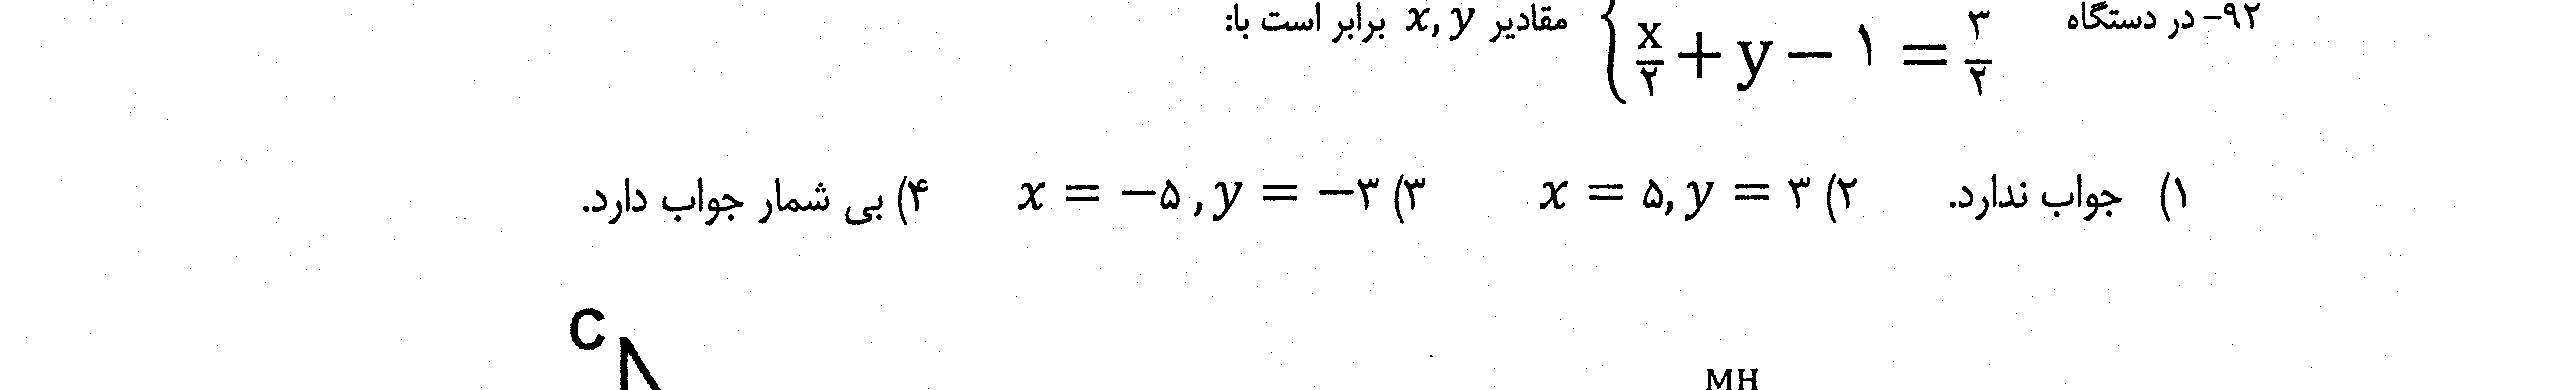 ۹۲- در دستگاه { x/۲ + y − ۱ = ۳/۲ مقادیر x, y برابر است با:
۱) جواب ندارد. ۲) x = ۵, y = ۳ ۳) x = −۵ , y = −۳ ۴) بی شمار جواب دارد.
C
MH